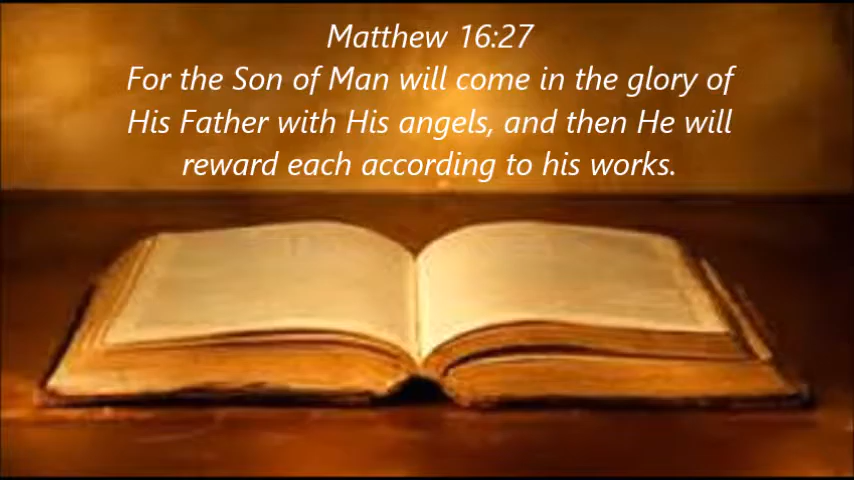 Matthew 16:27
For the Son of Man will come in the glory of
His Father with His angels, and then He will
reward each according to his works.